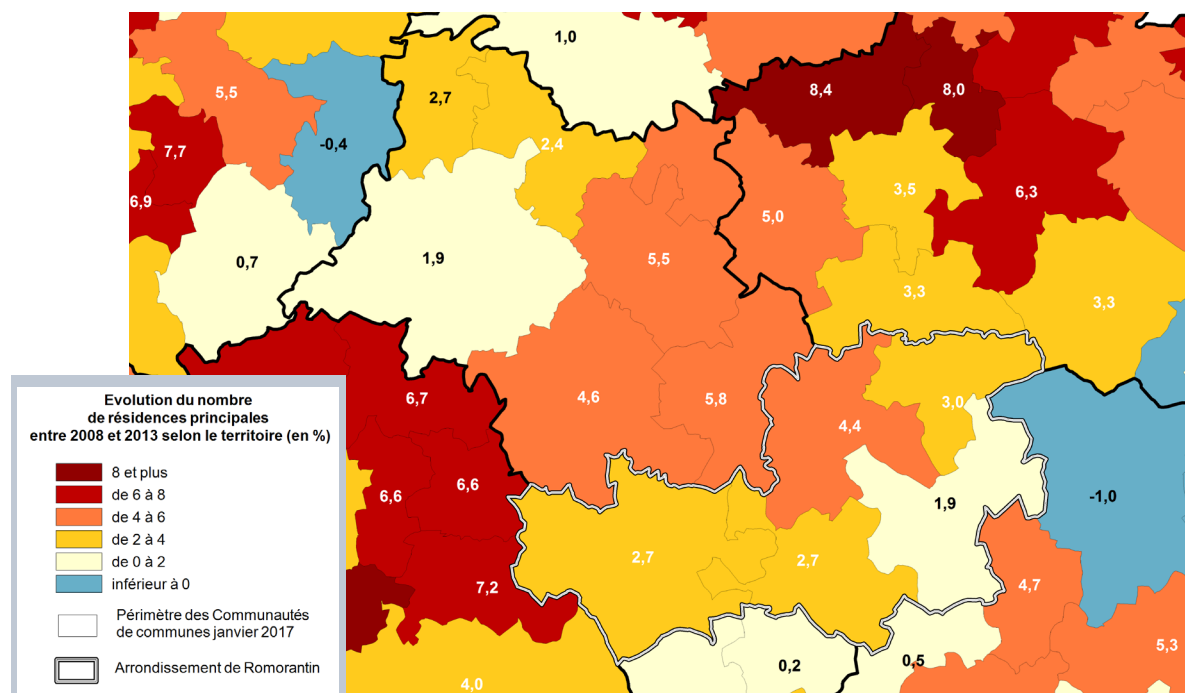 1,0
5,5
2,7
8,4
8,0
-0,4
2,4
7,7
6,9
3,5
6,3
5,0
0,7
1,9
5,5
3,3
3,3
6,7
4,6
5,8
3,0
4,4
6,6
6,6
1,9
-1,0
2,7
2,7
7,2
4,7
5,3
0,2
0,5
4,0
Evolution du nombre
de résidences principales
entre 2008 et 2013 selon le territoire (en %)
8 et plus
de 6 à 8
de 4 à 6
de 2 à 4
de 0 à 2
inférieur à 0
Périmètre des Communautés
de communes janvier 2017
Arrondissement de Romorantin